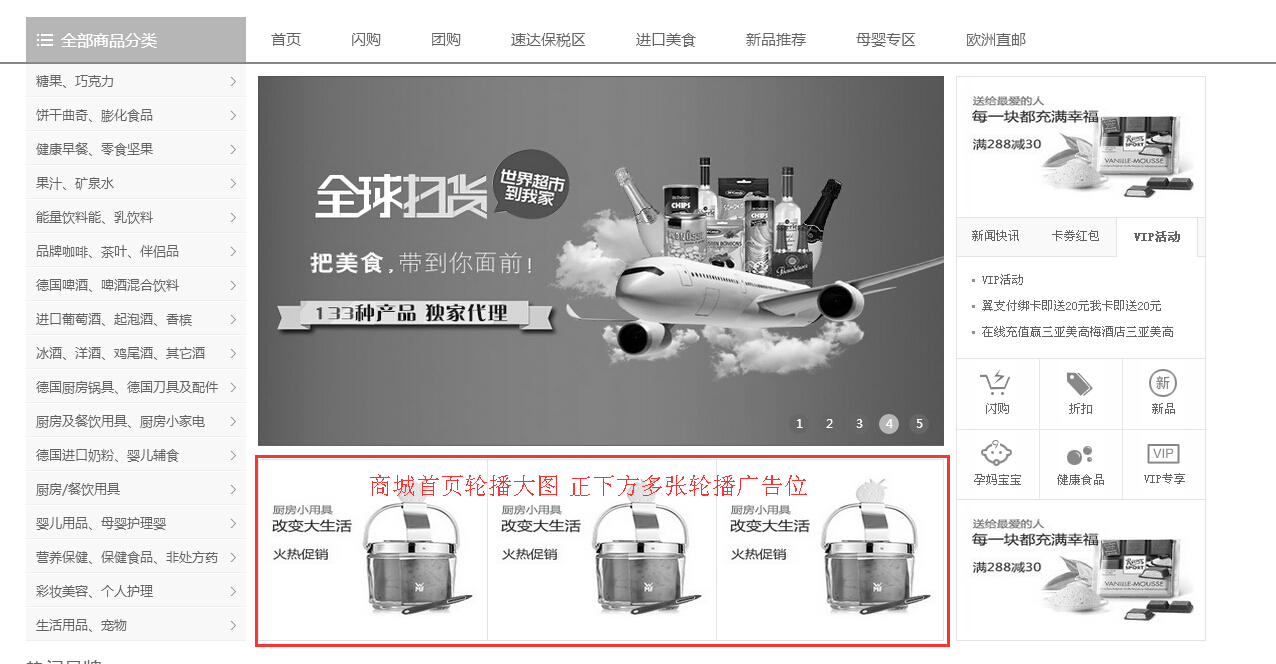 全部商品分类
首页 闪购 团购 速达保税区 进口美食 新品推荐 母婴专区 欧洲直邮
糖果、巧克力
饼干曲奇、膨化食品
健康早餐、零食坚果
果汁、矿泉水
能量饮料能、乳饮料
品牌咖啡、茶叶、伴侣品
德国啤酒、啤酒混合饮料
进口葡萄酒、起泡酒、香槟
冰酒、洋酒、鸡尾酒、其它酒
德国厨房锅具、德国刀具及配件
厨房及餐饮用具、厨房小家电
德国进口奶粉、婴儿辅食
厨房/餐饮用具
婴儿用品、母婴护理婴
营养保健、保健食品、非处方药
彩妆美容、个人护理
生活用品、宠物
全球扫货
世界超市
到我家
把美食,带到你面前!
133种产品 独家代理
CHIPS
CHIPS
BONBONS
1 2 3 4 5
商城首页轮播大图 正下方多张轮播广告位
厨房小用具
改变大生活
火热促销
WMF
厨房小用具
改变大生活
火热促销
WMF
厨房小用具
改变大生活
火热促销
WMF
送给最爱的人
每一块都充满幸福
满288减30
Ritter
SPORT
VANILLE-MOUSSE
新闻快讯 卡券红包 VIP活动
VIP活动
翼支付绑卡即送20元我卡即送20元
在线充值赢三亚美高梅酒店三亚美高
闪购 折扣 新
新品
孕妈宝宝 健康食品 VIP
VIP专享
送给最爱的人
每一块都充满幸福
满288减30
Ritter
SPORT
VANILLE-MOUSSE